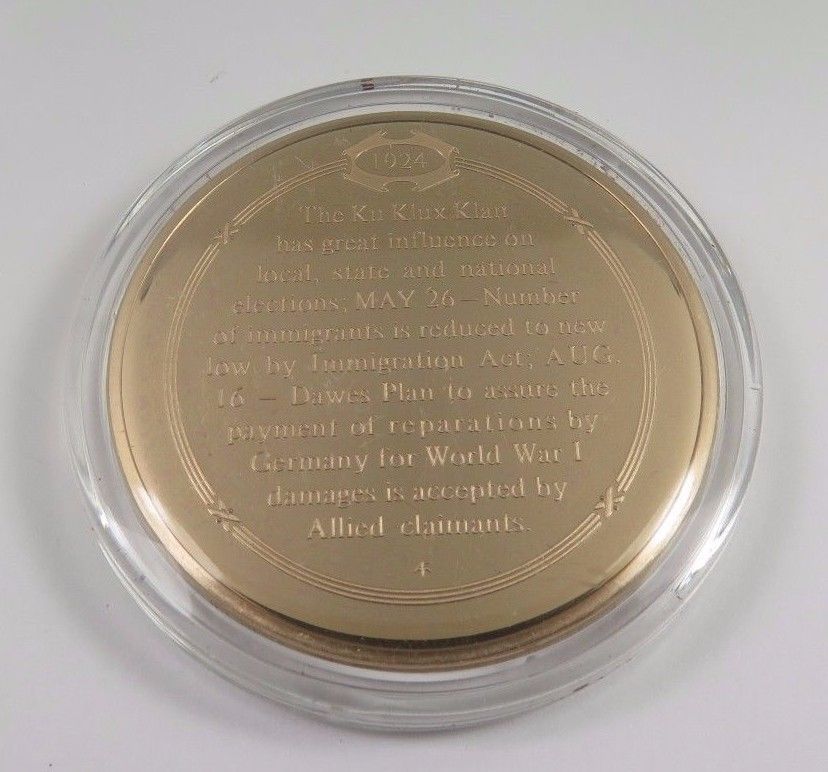 1924
The Ku Klux Klan
has great influence on
local, state and national
elections; MAY 26 – Number
of immigrants is reduced to new
low by Immigration Act; AUG.
16 – Dawes Plan to assure the
payment of reparations by
Germany for World War I
damages is accepted by
Allied claimants.